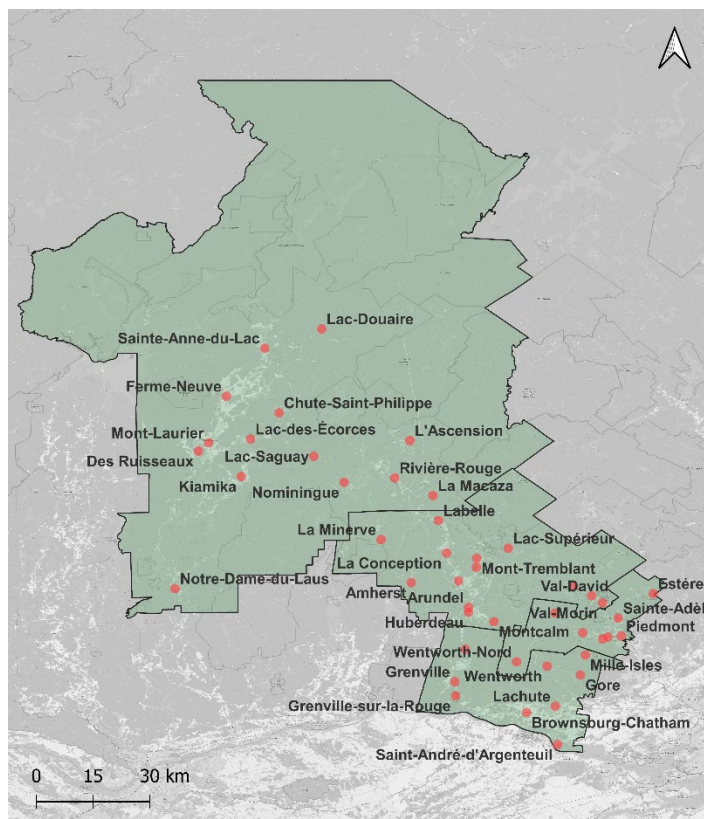 Lac-Douaire
Sainte-Anne-du-Lac
Ferme-Neuve
Chute-Saint-Philippe
Mont-Laurier
Lac-des-Écorces
L'Ascension
Des Ruisseaux
Lac-Saguay
Rivière-Rouge
Kiamika
Nominingue
La Macaza
Labelle
La Minerve
Lac-Supérieur
La Conception
Mont-Tremblant
Notre-Dame-du-Laus
Val-David
Estére
Amherst
Arundel
Val-Morin
Sainte-Adèl
Huberdeau
Montcalm
Piedmont
Wentworth-Nord
Mille-Isles
Grenville
Wentworth
Gore
Grenville-sur-la-Rouge
Lachute
Brownsburg-Chatham
Saint-André-d'Argenteuil
0 15 30 km